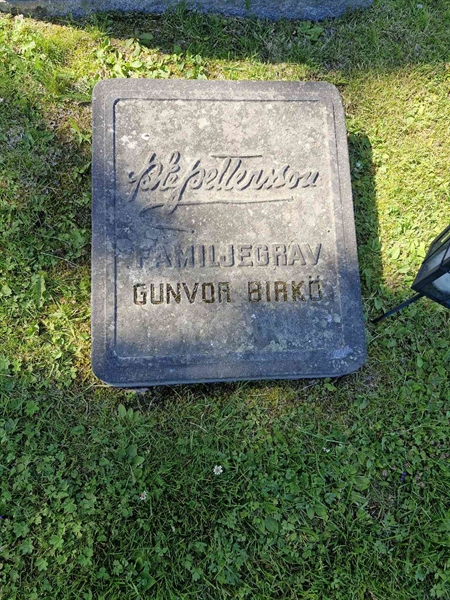 Pettersson
FAMILJEGRAV
GUNVOR BIRKÖ